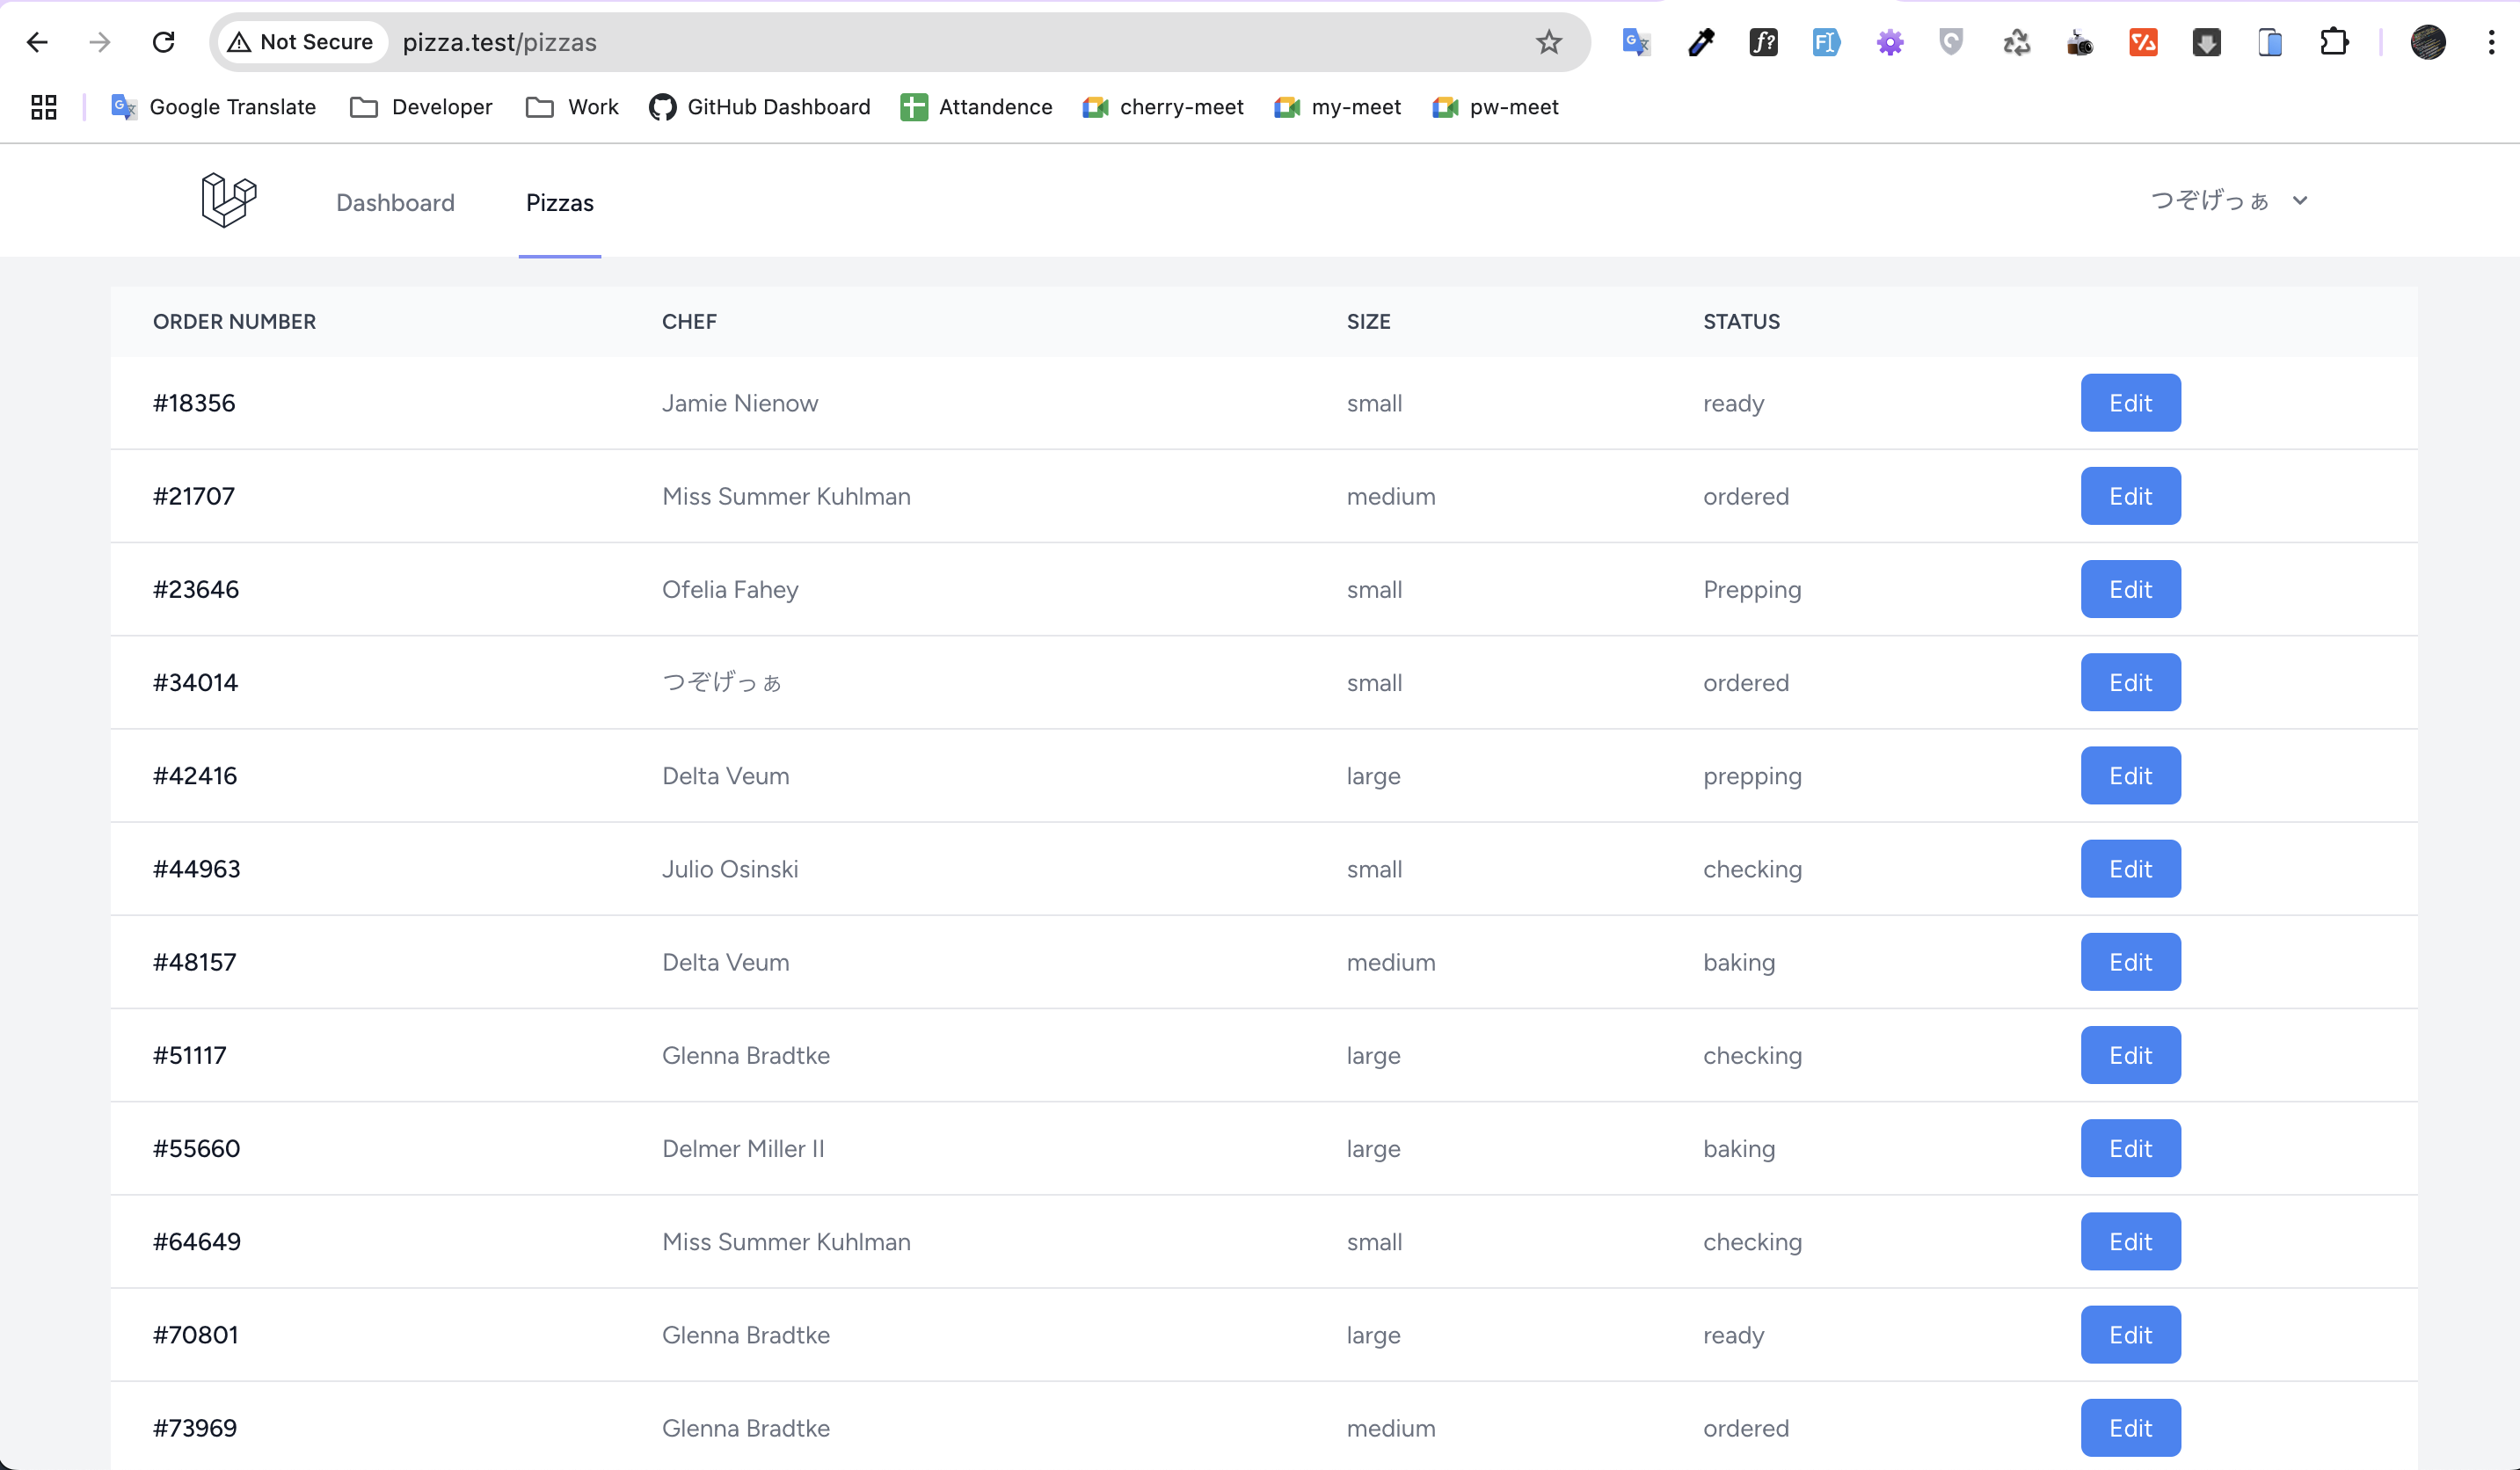 Not Secure pizza.test/pizzas
Google Translate Developer Work GitHub Dashboard Attandence cherry-meet my-meet pw-meet
Dashboard Pizzas つぞげっぁ
ORDER NUMBER CHEF SIZE STATUS
#18356 Jamie Nienow small ready Edit
#21707 Miss Summer Kuhlman medium ordered Edit
#23646 Ofelia Fahey small Prepping Edit
#34014 つぞげっぁ small ordered Edit
#42416 Delta Veum large prepping Edit
#44963 Julio Osinski small checking Edit
#48157 Delta Veum medium baking Edit
#51117 Glenna Bradtke large checking Edit
#55660 Delmer Miller II large baking Edit
#64649 Miss Summer Kuhlman small checking Edit
#70801 Glenna Bradtke large ready Edit
#73969 Glenna Bradtke medium ordered Edit